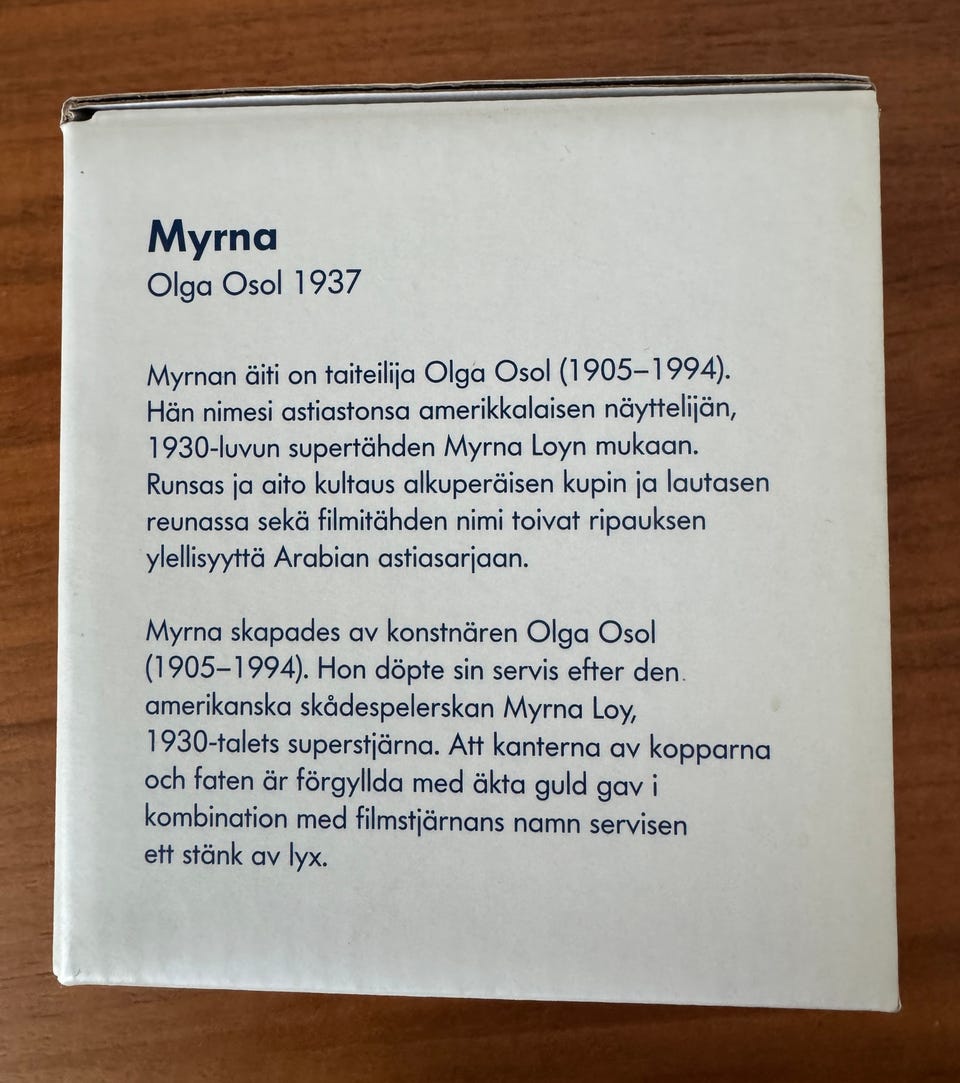 Myrna
Olga Osol 1937
Myrnan äiti on taiteilija Olga Osol (1905–1994).
Hän nimesi astiastonsa amerikkalaisen näyttelijän,
1930-luvun supertähden Myrna Loyn mukaan.
Runsas ja aito kultaus alkuperäisen kupin ja lautasen
reunassa sekä filmitähden nimi toivat ripauksen
ylellisyyttä Arabian astiasarjaan.
Myrna skapades av konstnären Olga Osol
(1905–1994). Hon döpte sin servis efter den
amerikanska skådespelerskan Myrna Loy,
1930-talets superstjärna. Att kanterna av kopparna
och faten är förgyllda med äkta guld gav i
kombination med filmstjärnans namn servisen
ett stänk av lyx.